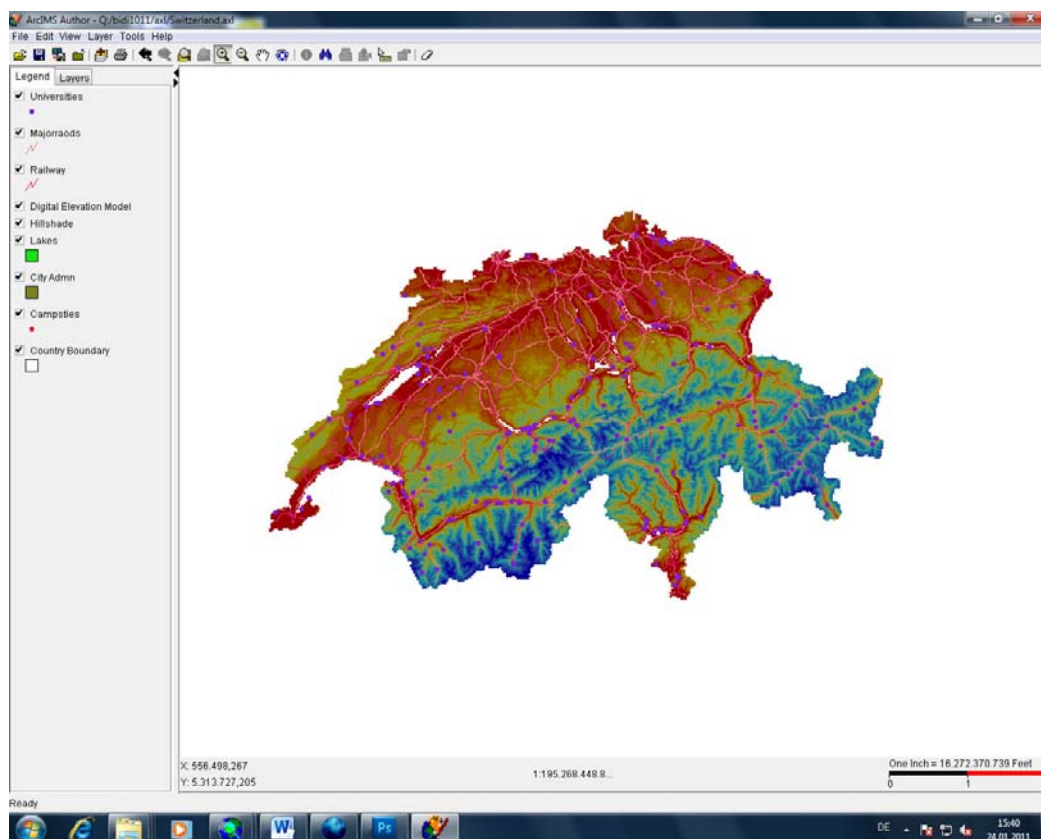 ArcIMS Author - Q:/bidi1011/axl/Switzerland.axl
File Edit View Layer Tools Help
Legend Layers
Universities
Majorraods
Railway
Digital Elevation Model
Hillshade
Lakes
City Admn
Campsties
Country Boundary
X: 556.498,267
Y: 5.313.727,205
1:195.268.448.8...
One Inch = 16.272.370.739 Feet
0 1
Ready
W
Ps
DE
15:40
24.01.2011